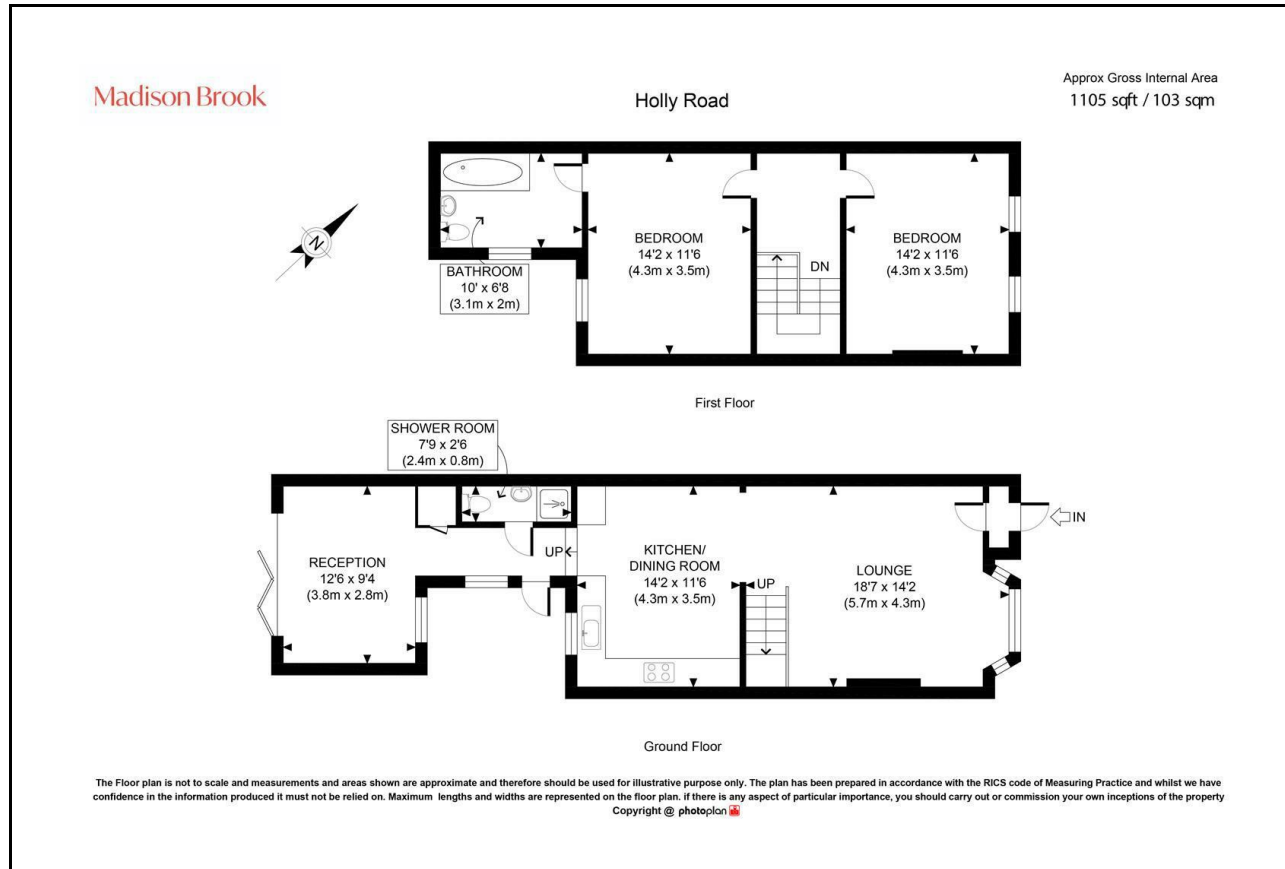 Madison Brook
Holly Road
Approx Gross Internal Area
1105 sqft / 103 sqm
N
BATHROOM
10' x 6'8
(3.1m x 2m)
BEDROOM
14'2 x 11'6
(4.3m x 3.5m)
DN
BEDROOM
14'2 x 11'6
(4.3m x 3.5m)
First Floor
SHOWER ROOM
7'9 x 2'6
(2.4m x 0.8m)
RECEPTION
12'6 x 9'4
(3.8m x 2.8m)
UP
KITCHEN/
DINING ROOM
14'2 x 11'6
(4.3m x 3.5m)
UP
LOUNGE
18'7 x 14'2
(5.7m x 4.3m)
IN
Ground Floor
The Floor plan is not to scale and measurements and areas shown are approximate and therefore should be used for illustrative purpose only. The plan has been prepared in accordance with the RICS code of Measuring Practice and whilst we have
confidence in the information produced it must not be relied on. Maximum lengths and widths are represented on the floor plan. if there is any aspect of particular importance, you should carry out or commission your own inceptions of the property
Copyright @ photoplan